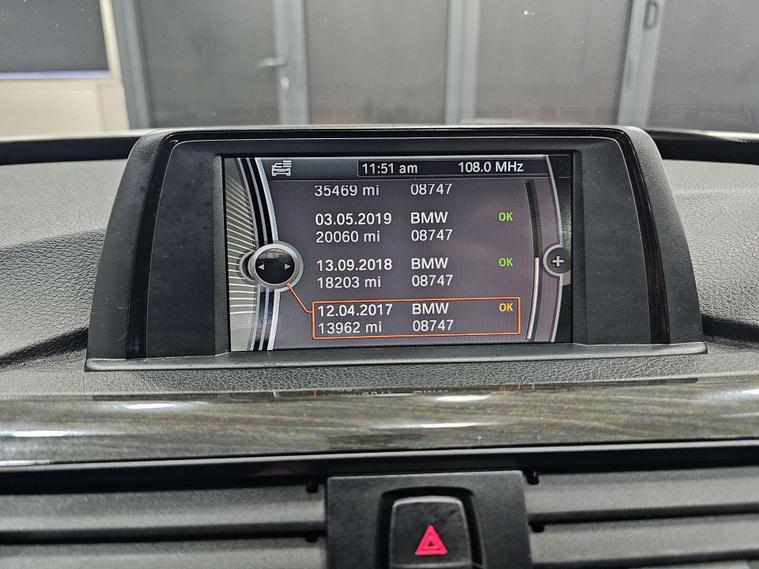 11:51 am 108.0 MHz
35469 mi 08747
03.05.2019 BMW OK
20060 mi 08747
13.09.2018 BMW OK
18203 mi 08747
12.04.2017 BMW OK
13962 mi 08747